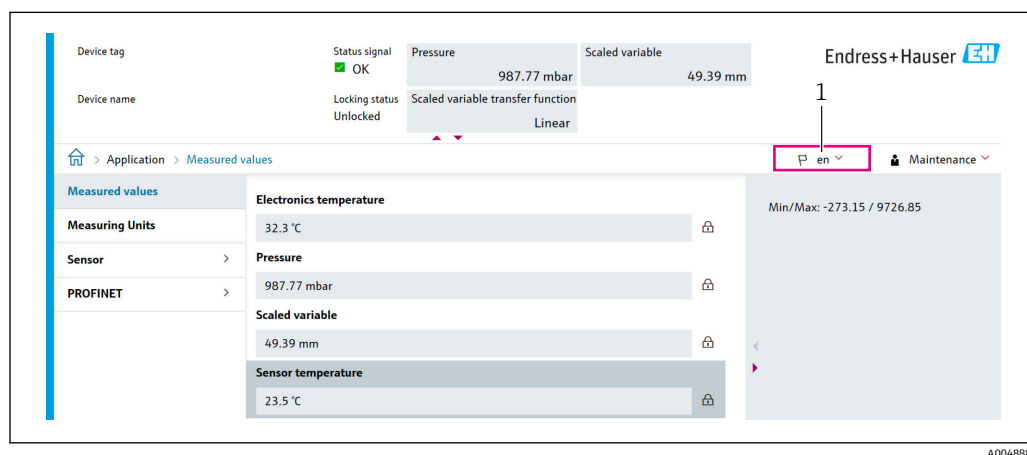 Device tag
Status signal
OK
Pressure
987.77 mbar
Scaled variable
49.39 mm
Endress+Hauser EH
Device name
Locking status
Unlocked
Scaled variable transfer function
Linear
1
> Application > Measured values
en
Maintenance
Measured values
Measuring Units
Sensor >
PROFINET >
Electronics temperature
32.3 °C
Pressure
987.77 mbar
Scaled variable
49.39 mm
Sensor temperature
23.5 °C
Min/Max: -273.15 / 9726.85